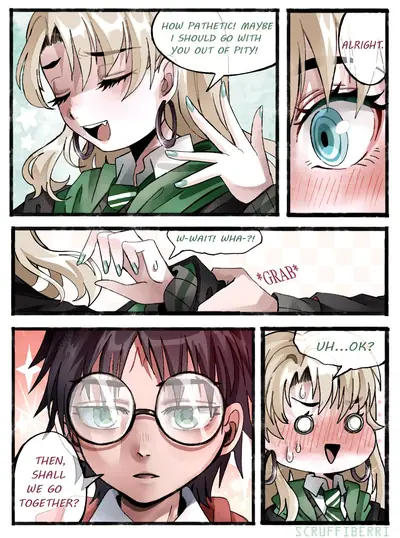 HOW PATHETIC! MAYBE
I SHOULD GO WITH
YOU OUT OF PITY!
ALRIGHT.
W-WAIT! WHA-?!
*GRAB*
THEN,
SHALL
WE GO
TOGETHER?
UH...OK?
SCRUFFIBERRI